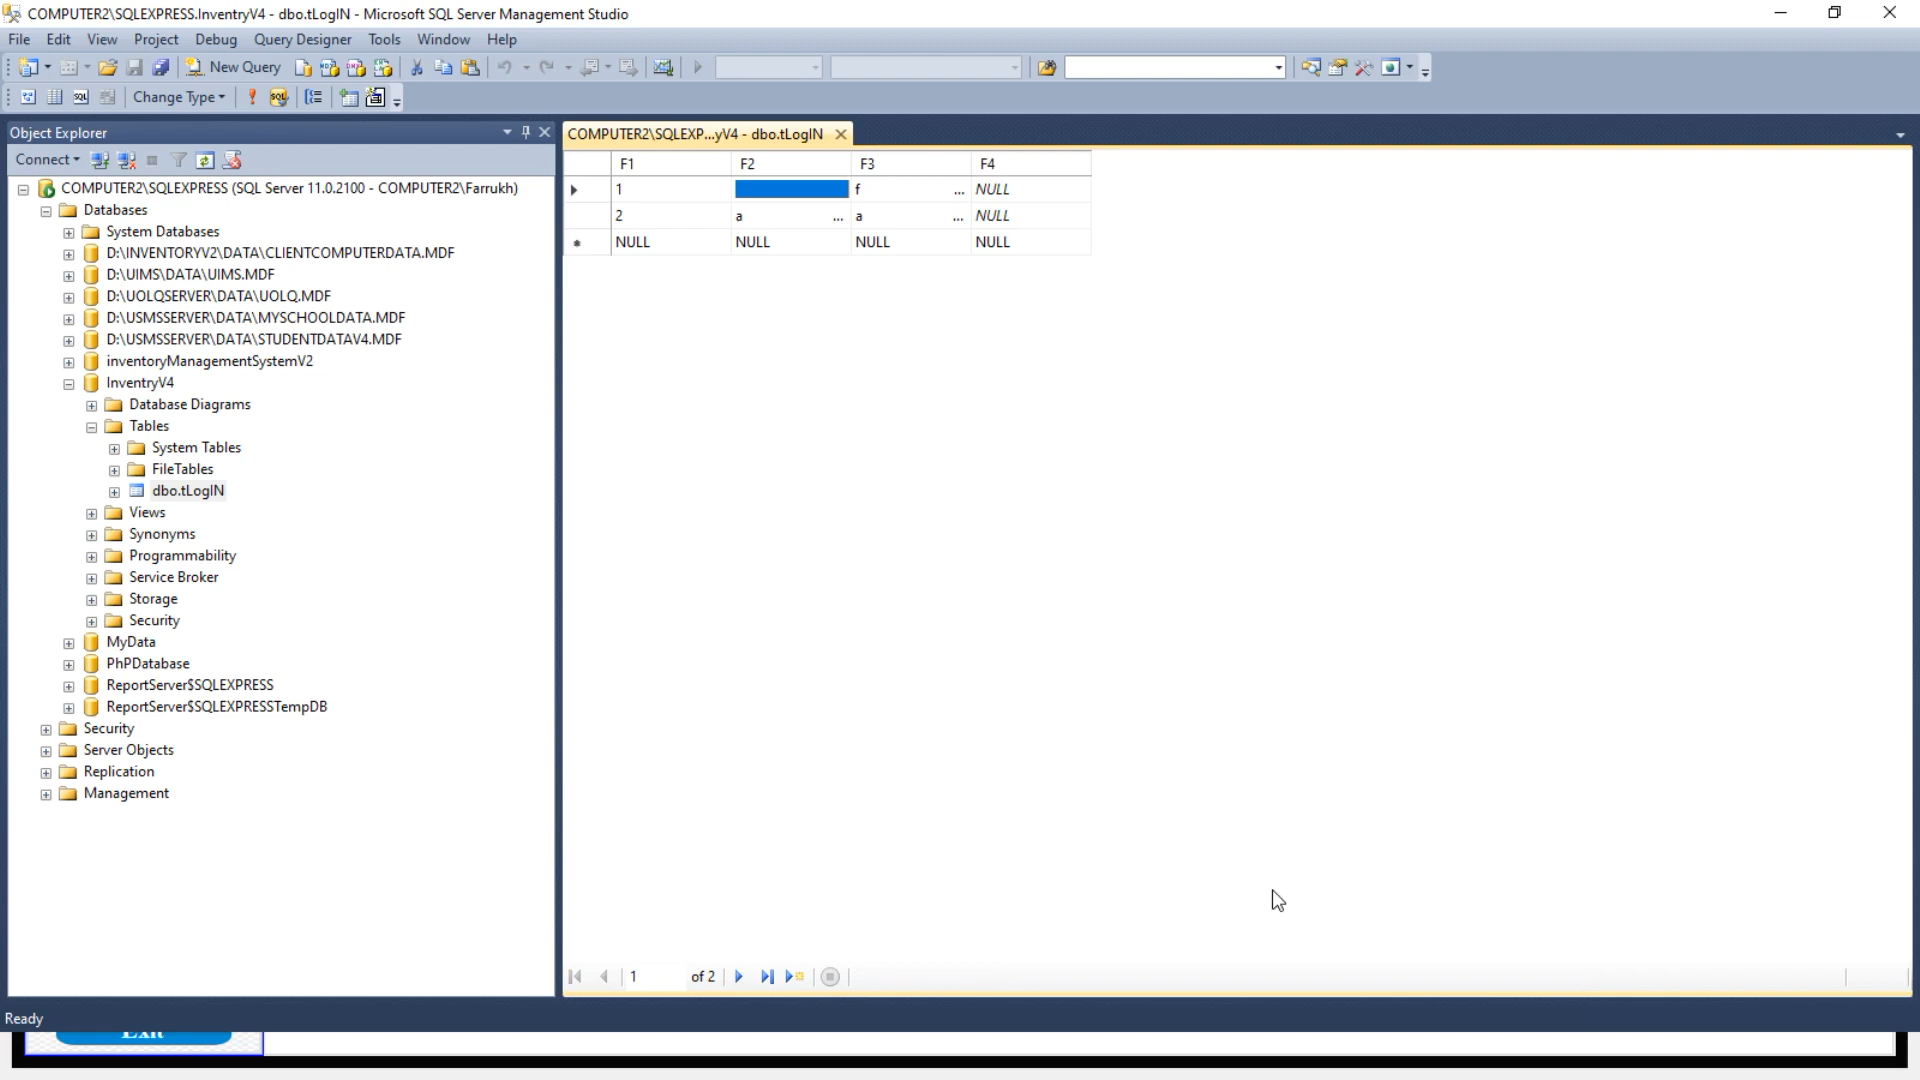 COMPUTER2\SQLEXPRESS.InventryV4 - dbo.tLogIN - Microsoft SQL Server Management Studio
File Edit View Project Debug Query Designer Tools Window Help
New Query
SQL Change Type SQL
Object Explorer
COMPUTER2\SQLEXP...yV4 - dbo.tLogIN
Connect
COMPUTER2\SQLEXPRESS (SQL Server 11.0.2100 - COMPUTER2\Farrukh)
Databases
System Databases
D:\INVENTORYV2\DATA\CLIENTCOMPUTERDATA.MDF
D:\UIMS\DATA\UIMS.MDF
D:\UOLQSERVER\DATA\UOLQ.MDF
D:\USMSSERVER\DATA\MYSCHOOLDATA.MDF
D:\USMSSERVER\DATA\STUDENTDATAV4.MDF
inventoryManagementSystemV2
InventryV4
Database Diagrams
Tables
System Tables
FileTables
dbo.tLogIN
Views
Synonyms
Programmability
Service Broker
Storage
Security
MyData
PhPDatabase
ReportServer$SQLEXPRESS
ReportServer$SQLEXPRESSTempDB
Security
Server Objects
Replication
Management
F1 F2 F3 F4
1 f ... NULL
2 a ... a ... NULL
NULL NULL NULL NULL
1 of 2
Ready
Exit